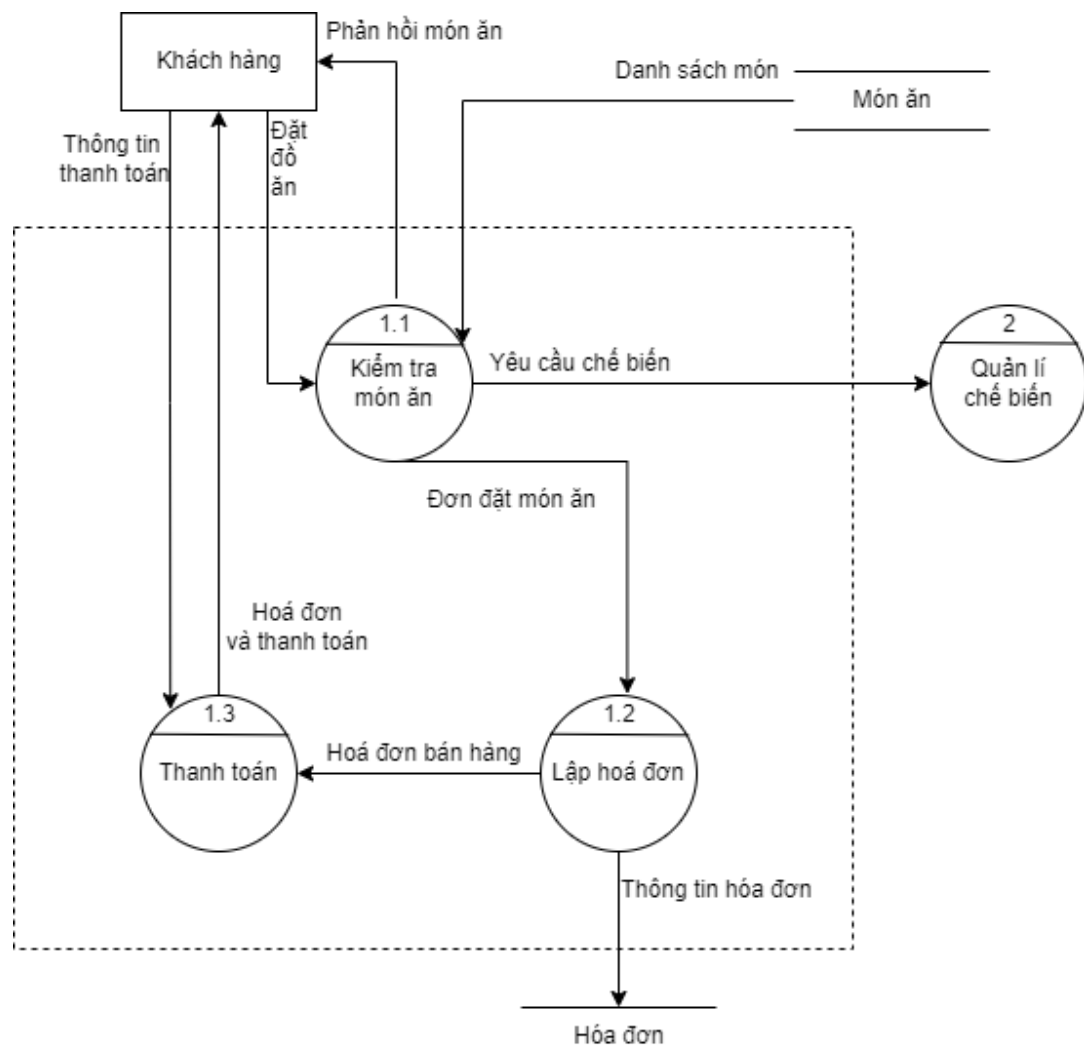 Khách hàng
Phản hồi món ăn
Danh sách món
Món ăn
Thông tin
thanh toán
Đặt
đồ
ăn
1.1
Kiểm tra
món ăn
Yêu cầu chế biến
2
Quản lí
chế biến
Đơn đặt món ăn
Hoá đơn
và thanh toán
1.3
Thanh toán
Hoá đơn bán hàng
1.2
Lập hoá đơn
Thông tin hóa đơn
Hóa đơn